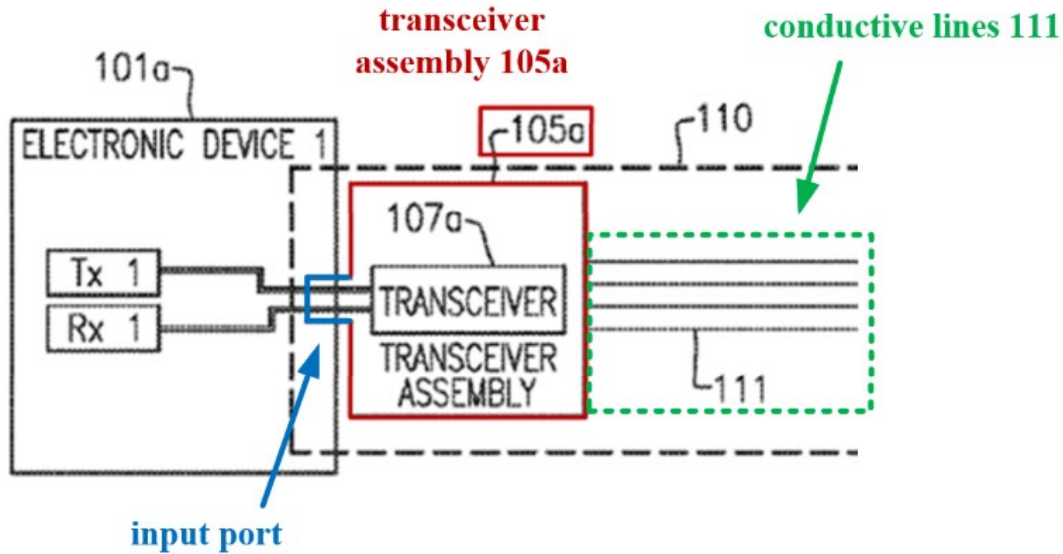 transceiver
assembly 105a
conductive lines 111
101a
105a
110
ELECTRONIC DEVICE 1
107a
Tx 1
Rx 1
TRANSCEIVER
TRANSCEIVER
ASSEMBLY
111
input port